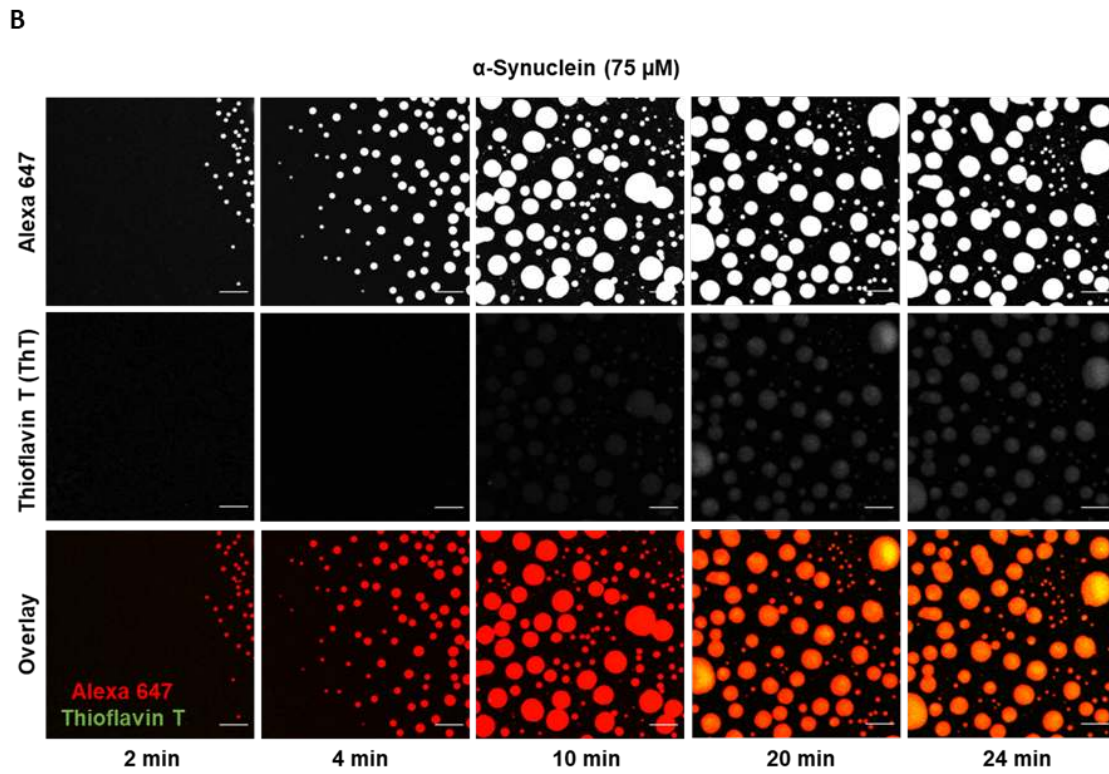 B
α-Synuclein (75 µM)
Alexa 647
Thioflavin T (ThT)
Overlay
Alexa 647
Thioflavin T
2 min
4 min
10 min
20 min
24 min